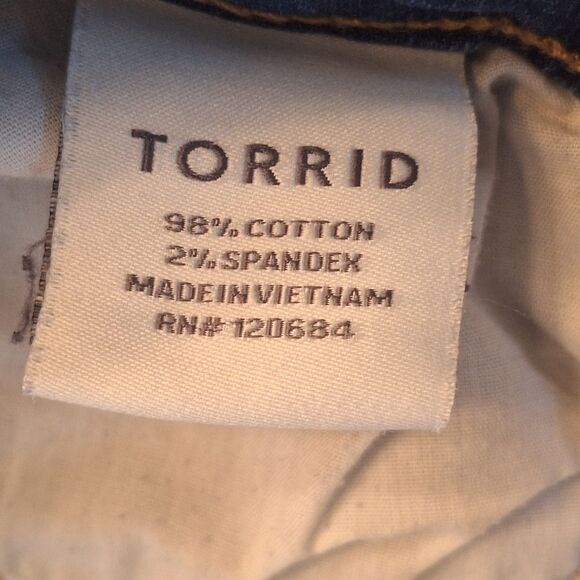 TORRID
98% COTTON
2% SPANDEX
MADE IN VIETNAM
RN# 120684